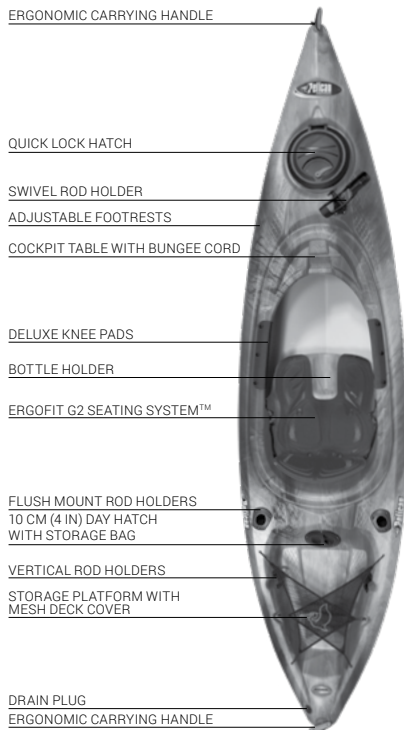 ERGONOMIC CARRYING HANDLE
Pelican
QUICK LOCK HATCH
SWIVEL ROD HOLDER
ADJUSTABLE FOOTRESTS
COCKPIT TABLE WITH BUNGEE CORD
DELUXE KNEE PADS
BOTTLE HOLDER
ERGOFIT G2 SEATING SYSTEM™
FLUSH MOUNT ROD HOLDERS
10 CM (4 IN) DAY HATCH
WITH STORAGE BAG
VERTICAL ROD HOLDERS
STORAGE PLATFORM WITH
MESH DECK COVER
DRAIN PLUG
ERGONOMIC CARRYING HANDLE